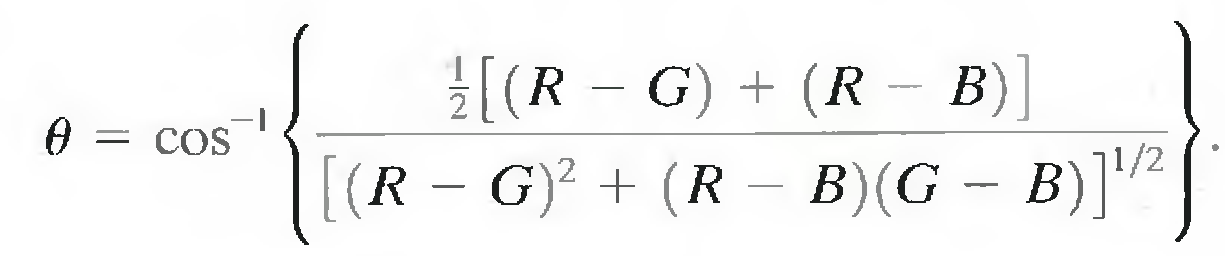 θ = cos⁻¹ { ½[(R − G) + (R − B)] / [(R − G)² + (R − B)(G − B)]^{1/2} }.